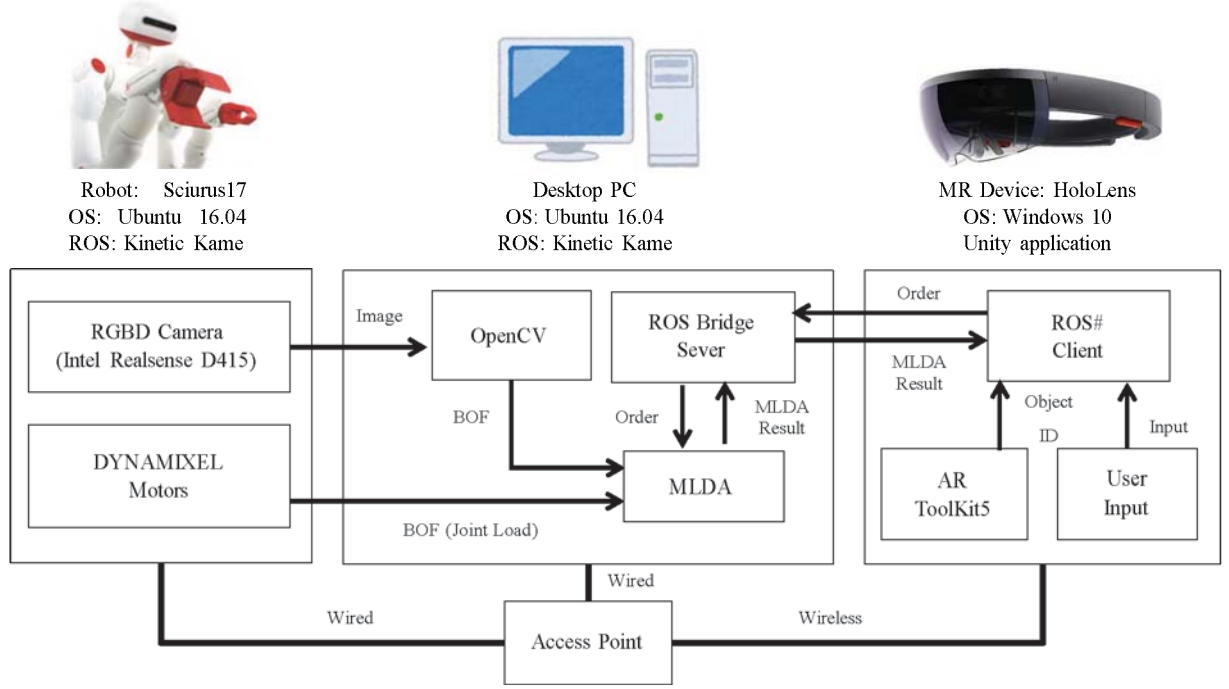 Robot: Sciurus17
OS: Ubuntu 16.04
ROS: Kinetic Kame
Desktop PC
OS: Ubuntu 16.04
ROS: Kinetic Kame
MR Device: HoloLens
OS: Windows 10
Unity application
RGBD Camera
(Intel Realsense D415)
Image
OpenCV
ROS Bridge
Sever
Order
MLDA
Result
ROS#
Client
BOF
Order
MLDA
Result
Object
ID
Input
DYNAMIXEL
Motors
MLDA
AR
ToolKit5
User
Input
BOF (Joint Load)
Wired
Wired
Wireless
Access Point